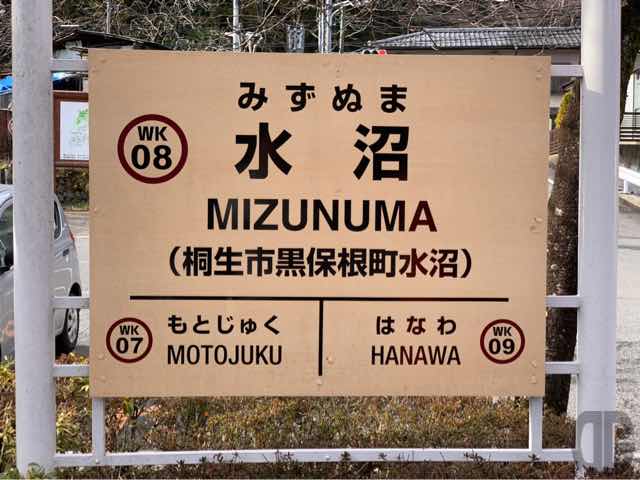 みずぬま
WK
08
水沼
MIZUNUMA
（桐生市黒保根町水沼）
WK
07
もとじゅく
MOTOJUKU
はなわ
HANAWA
WK
09